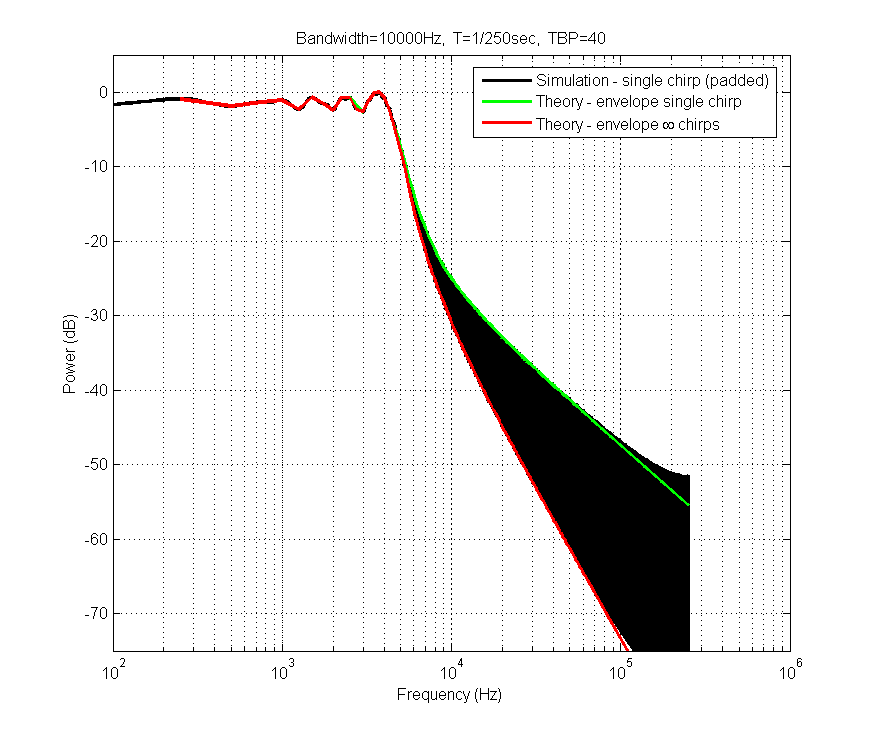 Bandwidth=10000Hz, T=1/250sec, TBP=40
Simulation - single chirp (padded)
Theory - envelope single chirp
Theory - envelope ∞ chirps
Power (dB)
0
-10
-20
-30
-40
-50
-60
-70
10² 10³ 10⁴ 10⁵ 10⁶
Frequency (Hz)